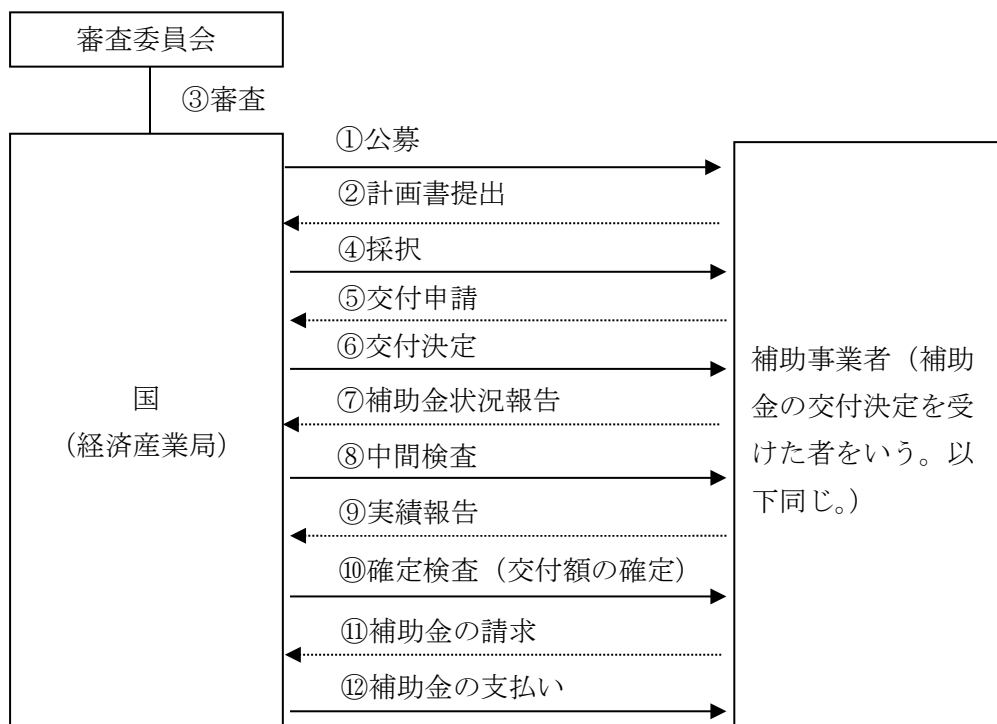 審査委員会
③審査
①公募
②計画書提出
④採択
⑤交付申請
⑥交付決定
国
(経済産業局)
⑦補助金状況報告
⑧中間検査
⑨実績報告
⑩確定検査(交付額の確定)
⑪補助金の請求
⑫補助金の支払い
補助事業者(補助
金の交付決定を受
けた者をいう。以
下同じ。)